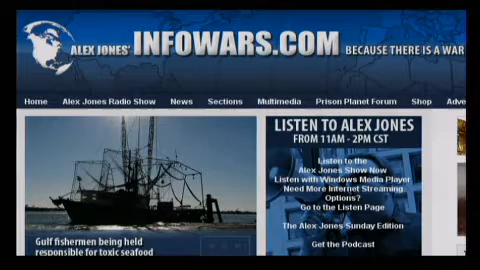 ALEX JONES' INFOWARS.COM BECAUSE THERE IS A WAR
Home Alex Jones Radio Show News Sections Multimedia Prison Planet Forum Shop Adve
LISTEN TO ALEX JONES
FROM 11AM - 2PM CST
Listen to the
Alex Jones Show Now
Listen with Windows Media Player
Need More Internet Streaming
Options?
Go to the Listen Page
The Alex Jones Sunday Edition
Get the Podcast
Gulf fishermen being held
responsible for toxic seafood